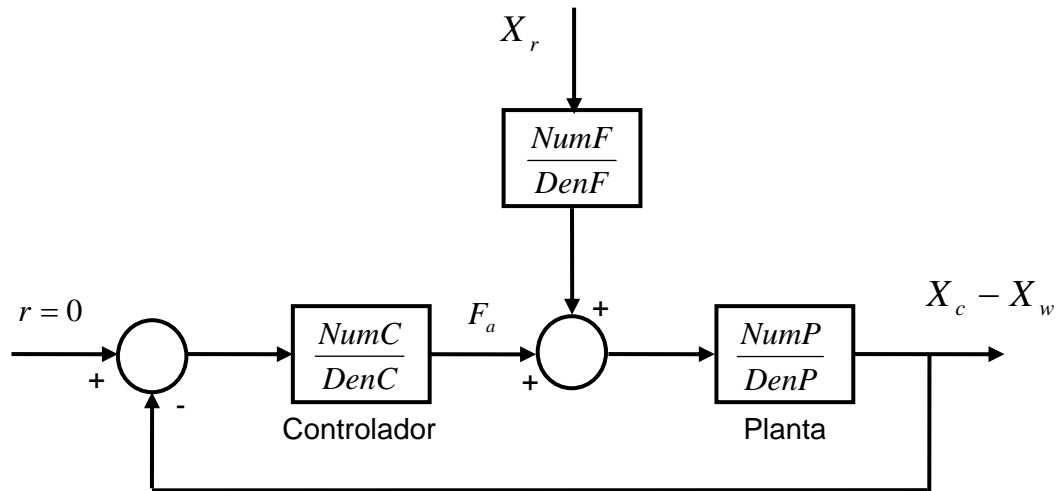 X_r
NumF
DenF
r = 0
+
-
NumC
DenC
Controlador
F_a
+
+
NumP
DenP
Planta
X_c − X_w